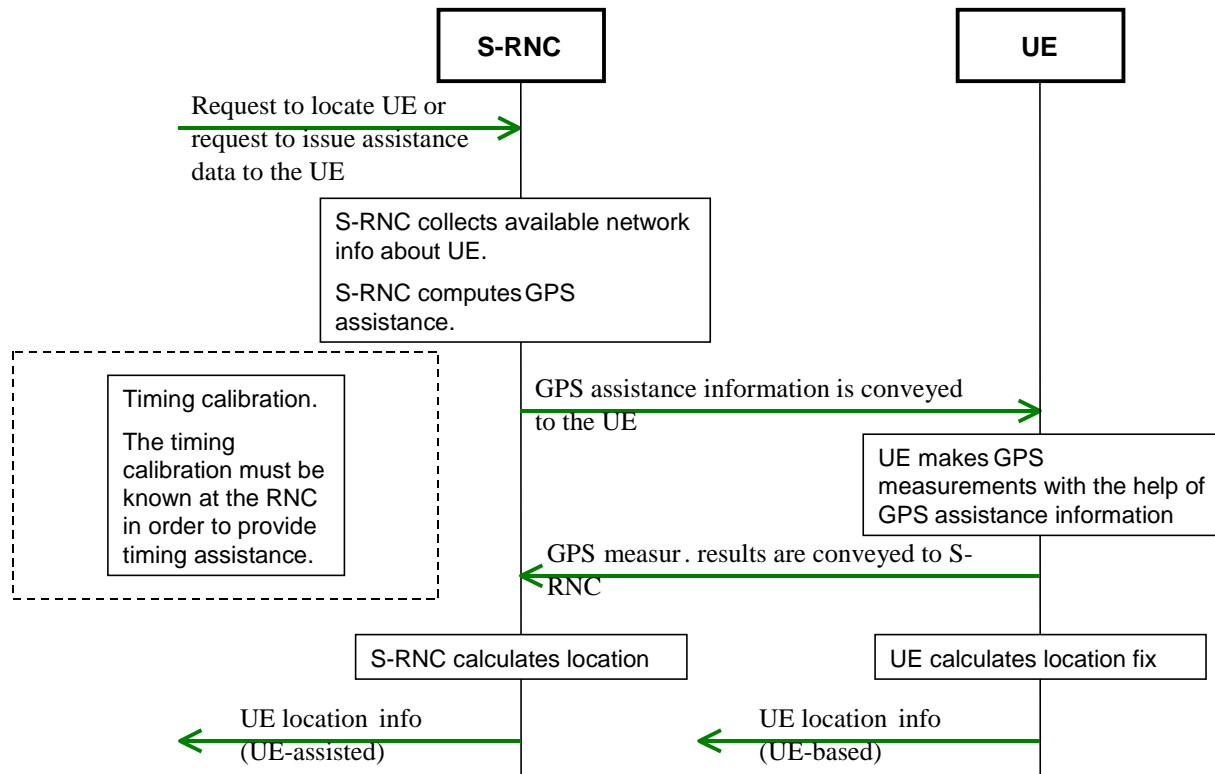 S-RNC
UE
Request to locate UE or
request to issue assistance
data to the UE
S-RNC collects available network
info about UE.
S-RNC computes GPS
assistance.
Timing calibration.
The timing
calibration must be
known at the RNC
in order to provide
timing assistance.
GPS assistance information is conveyed
to the UE
UE makes GPS
measurements with the help of
GPS assistance information
GPS measur. results are conveyed to S-
RNC
S-RNC calculates location
UE calculates location fix
UE location info
(UE-assisted)
UE location info
(UE-based)